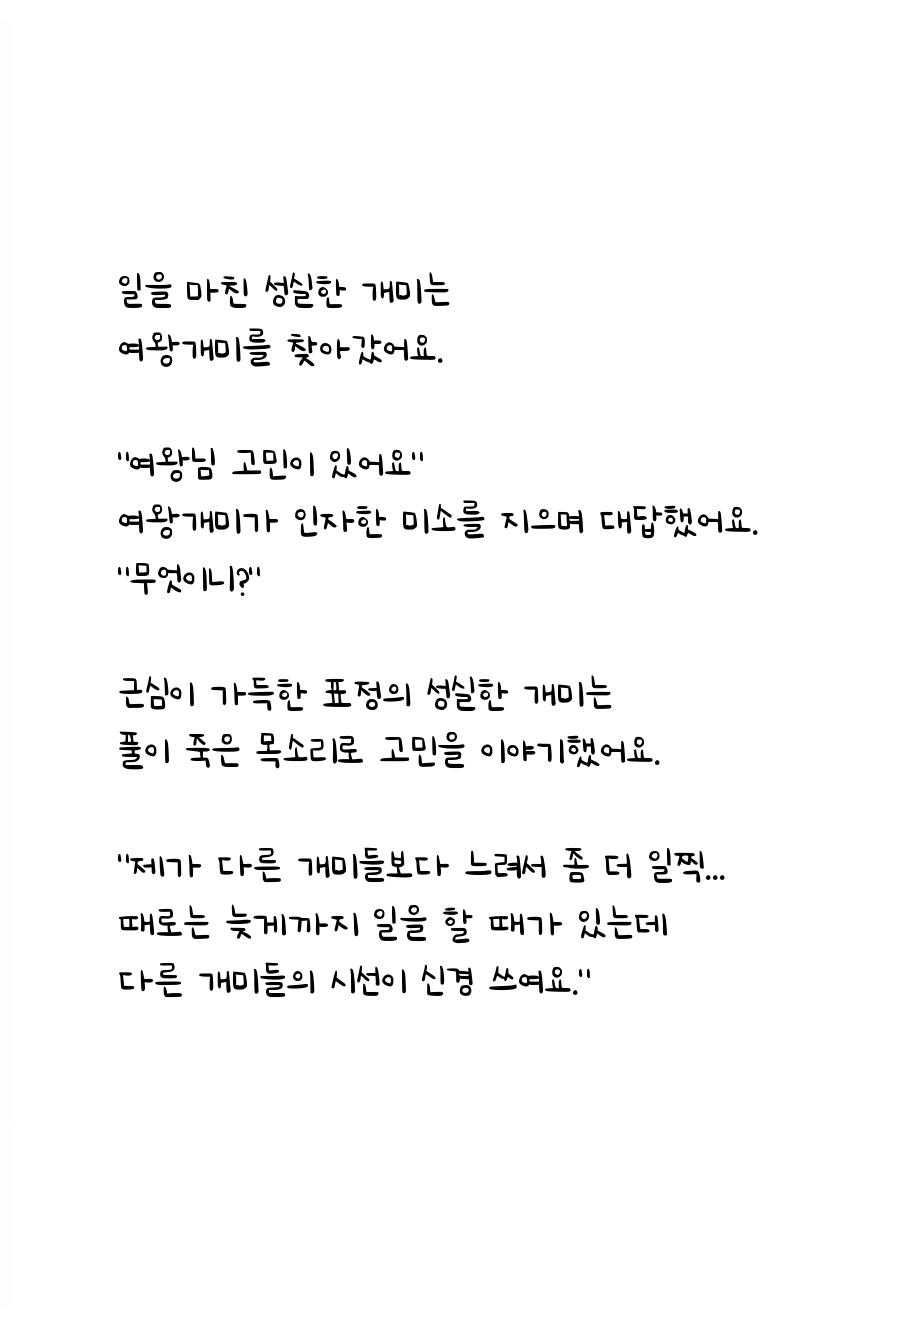 일을 마친 성실한 개미는
여왕개미를 찾아갔어요.
"여왕님 고민이 있어요"
여왕개미가 인자한 미소를 지으며 대답했어요.
"무엇이니?"
근심이 가득한 표정의 성실한 개미는
풀이 죽은 목소리로 고민을 이야기했어요.
"제가 다른 개미들보다 느려서 좀 더 일찍...
때로는 늦게까지 일을 할 때가 있는데
다른 개미들의 시선이 신경 쓰여요."